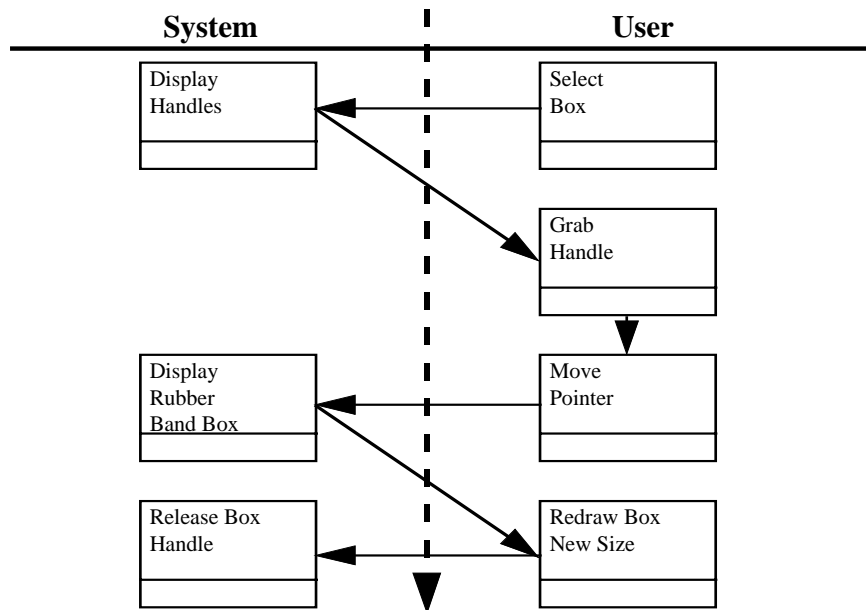 System
User
Display
Handles
Select
Box
Grab
Handle
Display
Rubber
Band Box
Move
Pointer
Release Box
Handle
Redraw Box
New Size